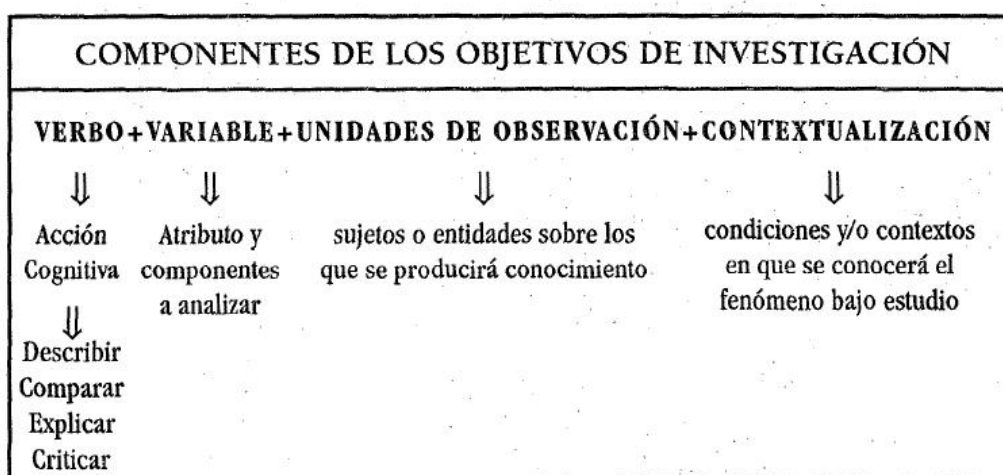 COMPONENTES DE LOS OBJETIVOS DE INVESTIGACIÓN
VERBO+VARIABLE+UNIDADES DE OBSERVACIÓN+CONTEXTUALIZACIÓN
⇓ ⇓ ⇓ ⇓
Acción
Cognitiva
⇓
Describir
Comparar
Explicar
Criticar
Atributo y
componentes
a analizar
sujetos o entidades sobre los
que se producirá conocimiento
condiciones y/o contextos
en que se conocerá el
fenómeno bajo estudio